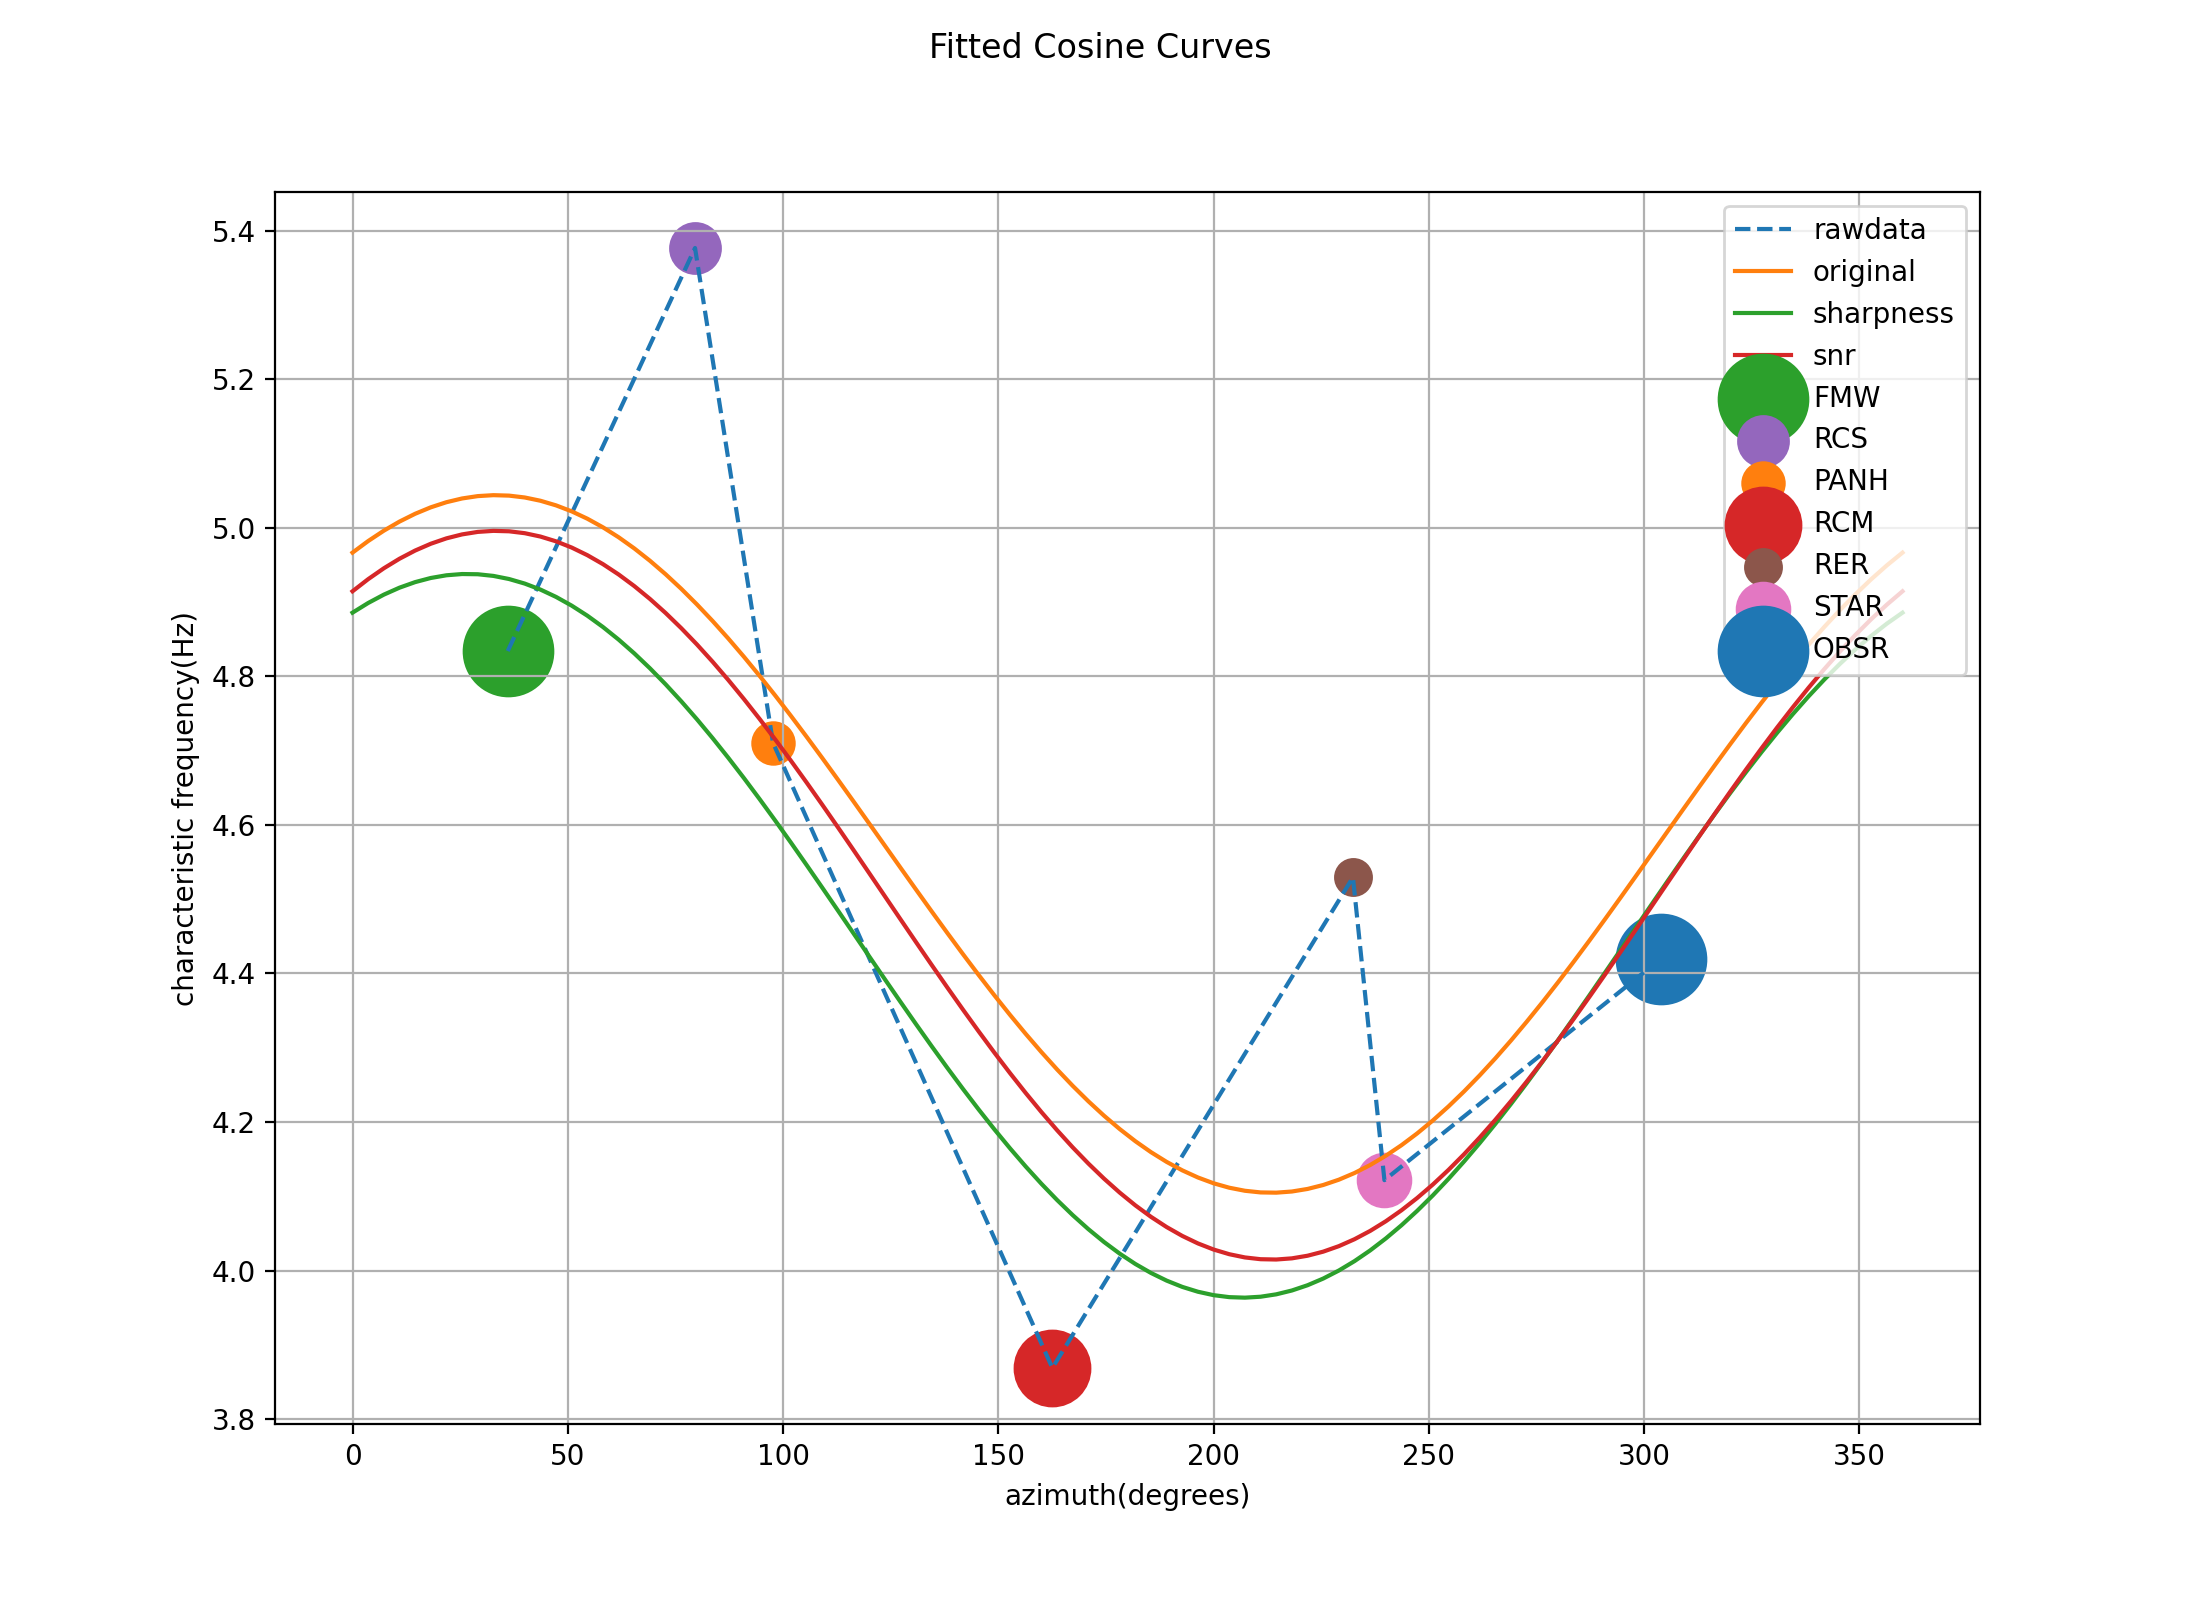 Fitted Cosine Curves
5.4
5.2
5.0
4.8
4.6
4.4
4.2
4.0
3.8
characteristic frequency(Hz)
rawdata
original
sharpness
snr
FMW
RCS
PANH
RCM
RER
STAR
OBSR
0 50 100 150 200 250 300 350
azimuth(degrees)